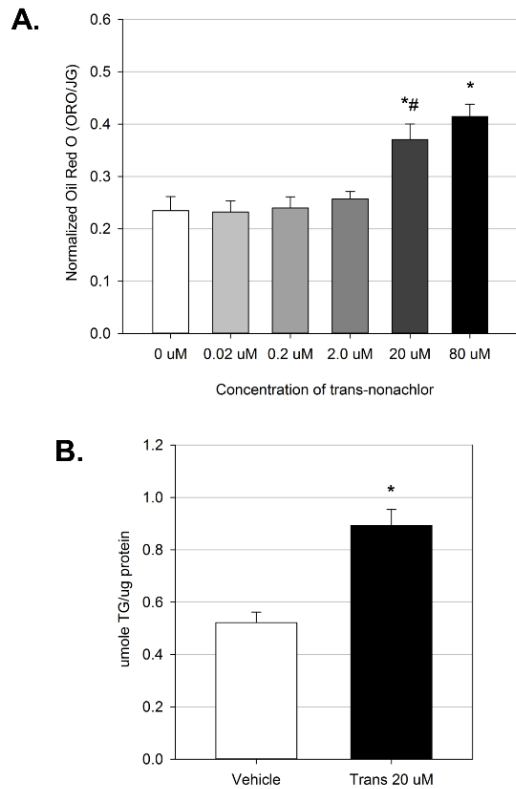 A.
Normalized Oil Red O (ORO/JG)
0.6
0.5
0.4
0.3
0.2
0.1
0.0
*#
*
0 uM 0.02 uM 0.2 uM 2.0 uM 20 uM 80 uM
Concentration of trans-nonachlor
B.
umole TG/ug protein
1.2
1.0
0.8
0.6
0.4
0.2
0.0
*
Vehicle Trans 20 uM